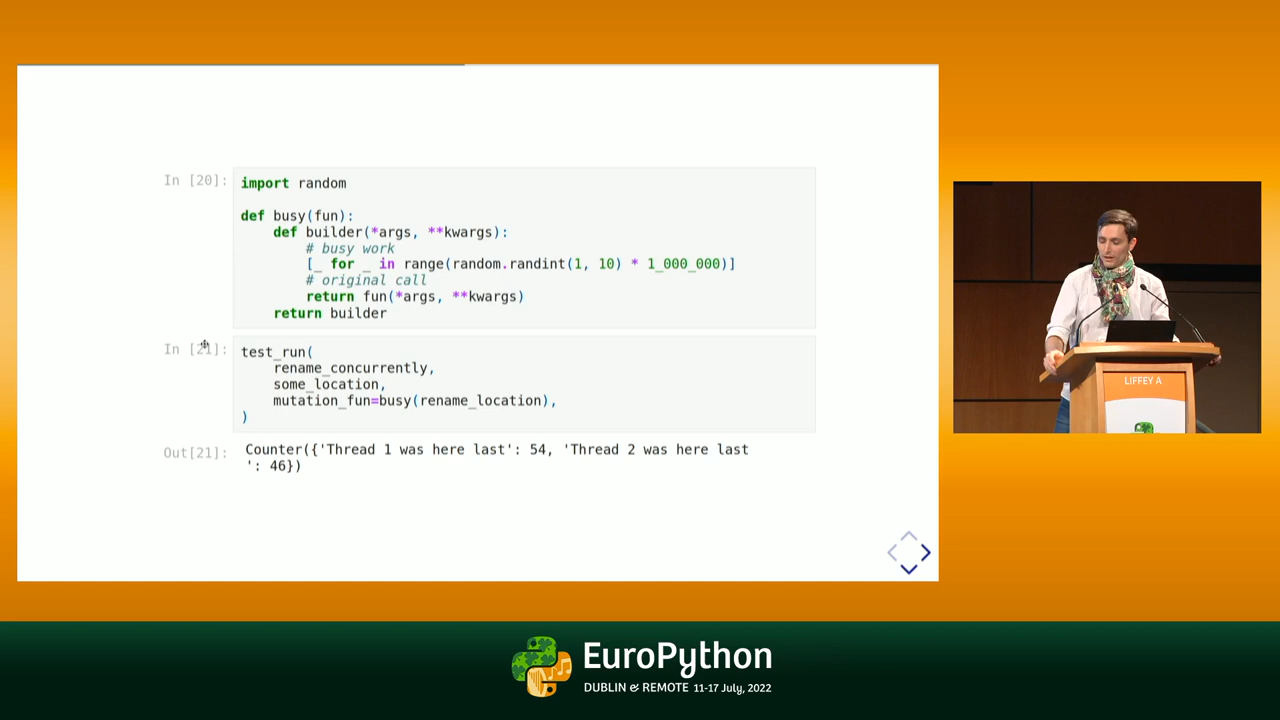 In [20]:
import random
def busy(fun):
    def builder(*args, **kwargs):
        # busy work
        [_ for _ in range(random.randint(1, 10) * 1_000_000)]
        # original call
        return fun(*args, **kwargs)
    return builder
In [21]:
test_run(
    rename_concurrently,
    some_location,
    mutation_fun=busy(rename_location),
)
Out[21]:
Counter({'Thread 1 was here last': 54, 'Thread 2 was here last
': 46})
LIFFEY A
EuroPython
DUBLIN & REMOTE 11-17 July, 2022